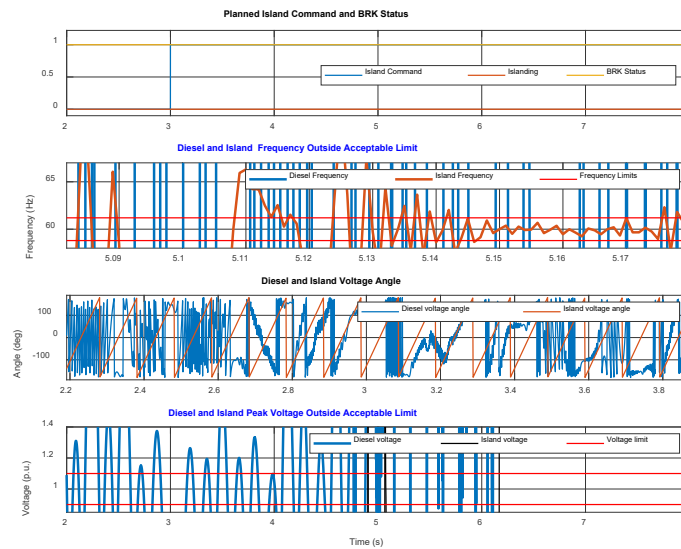 Planned Island Command and BRK Status
1
0.5
0
Island Command
Islanding
BRK Status
2
3
4
5
6
7
Diesel and Island Frequency Outside Acceptable Limit
Frequency (Hz)
65
60
Diesel Frequency
Island Frequency
Frequency Limits
5.09
5.1
5.11
5.12
5.13
5.14
5.15
5.16
5.17
Diesel and Island Voltage Angle
Angle (deg)
100
0
-100
Diesel voltage angle
Island voltage angle
2.2
2.4
2.6
2.8
3
3.2
3.4
3.6
3.8
Diesel and Island Peak Voltage Outside Acceptable Limit
Voltage (p.u.)
1.4
1.2
1
Diesel voltage
Island voltage
Voltage limit
2
3
4
5
6
7
Time (s)